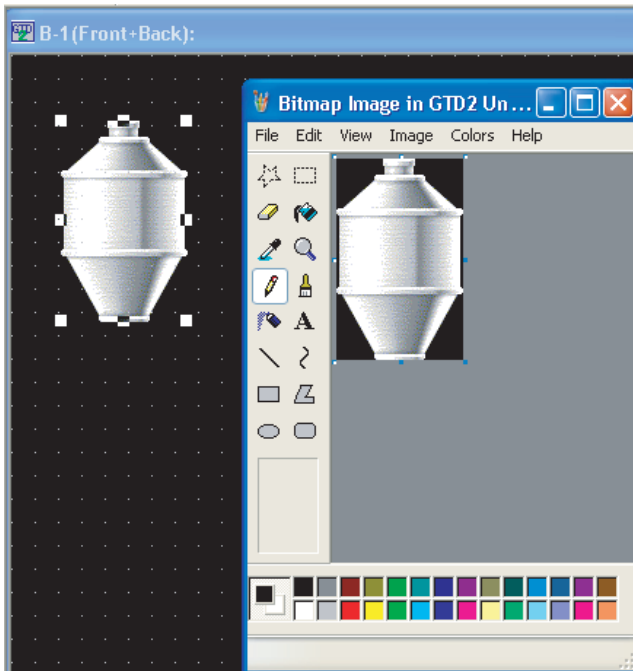 B-1(Front+Back):
Bitmap Image in GTD2 Un ...
File Edit View Image Colors Help
A